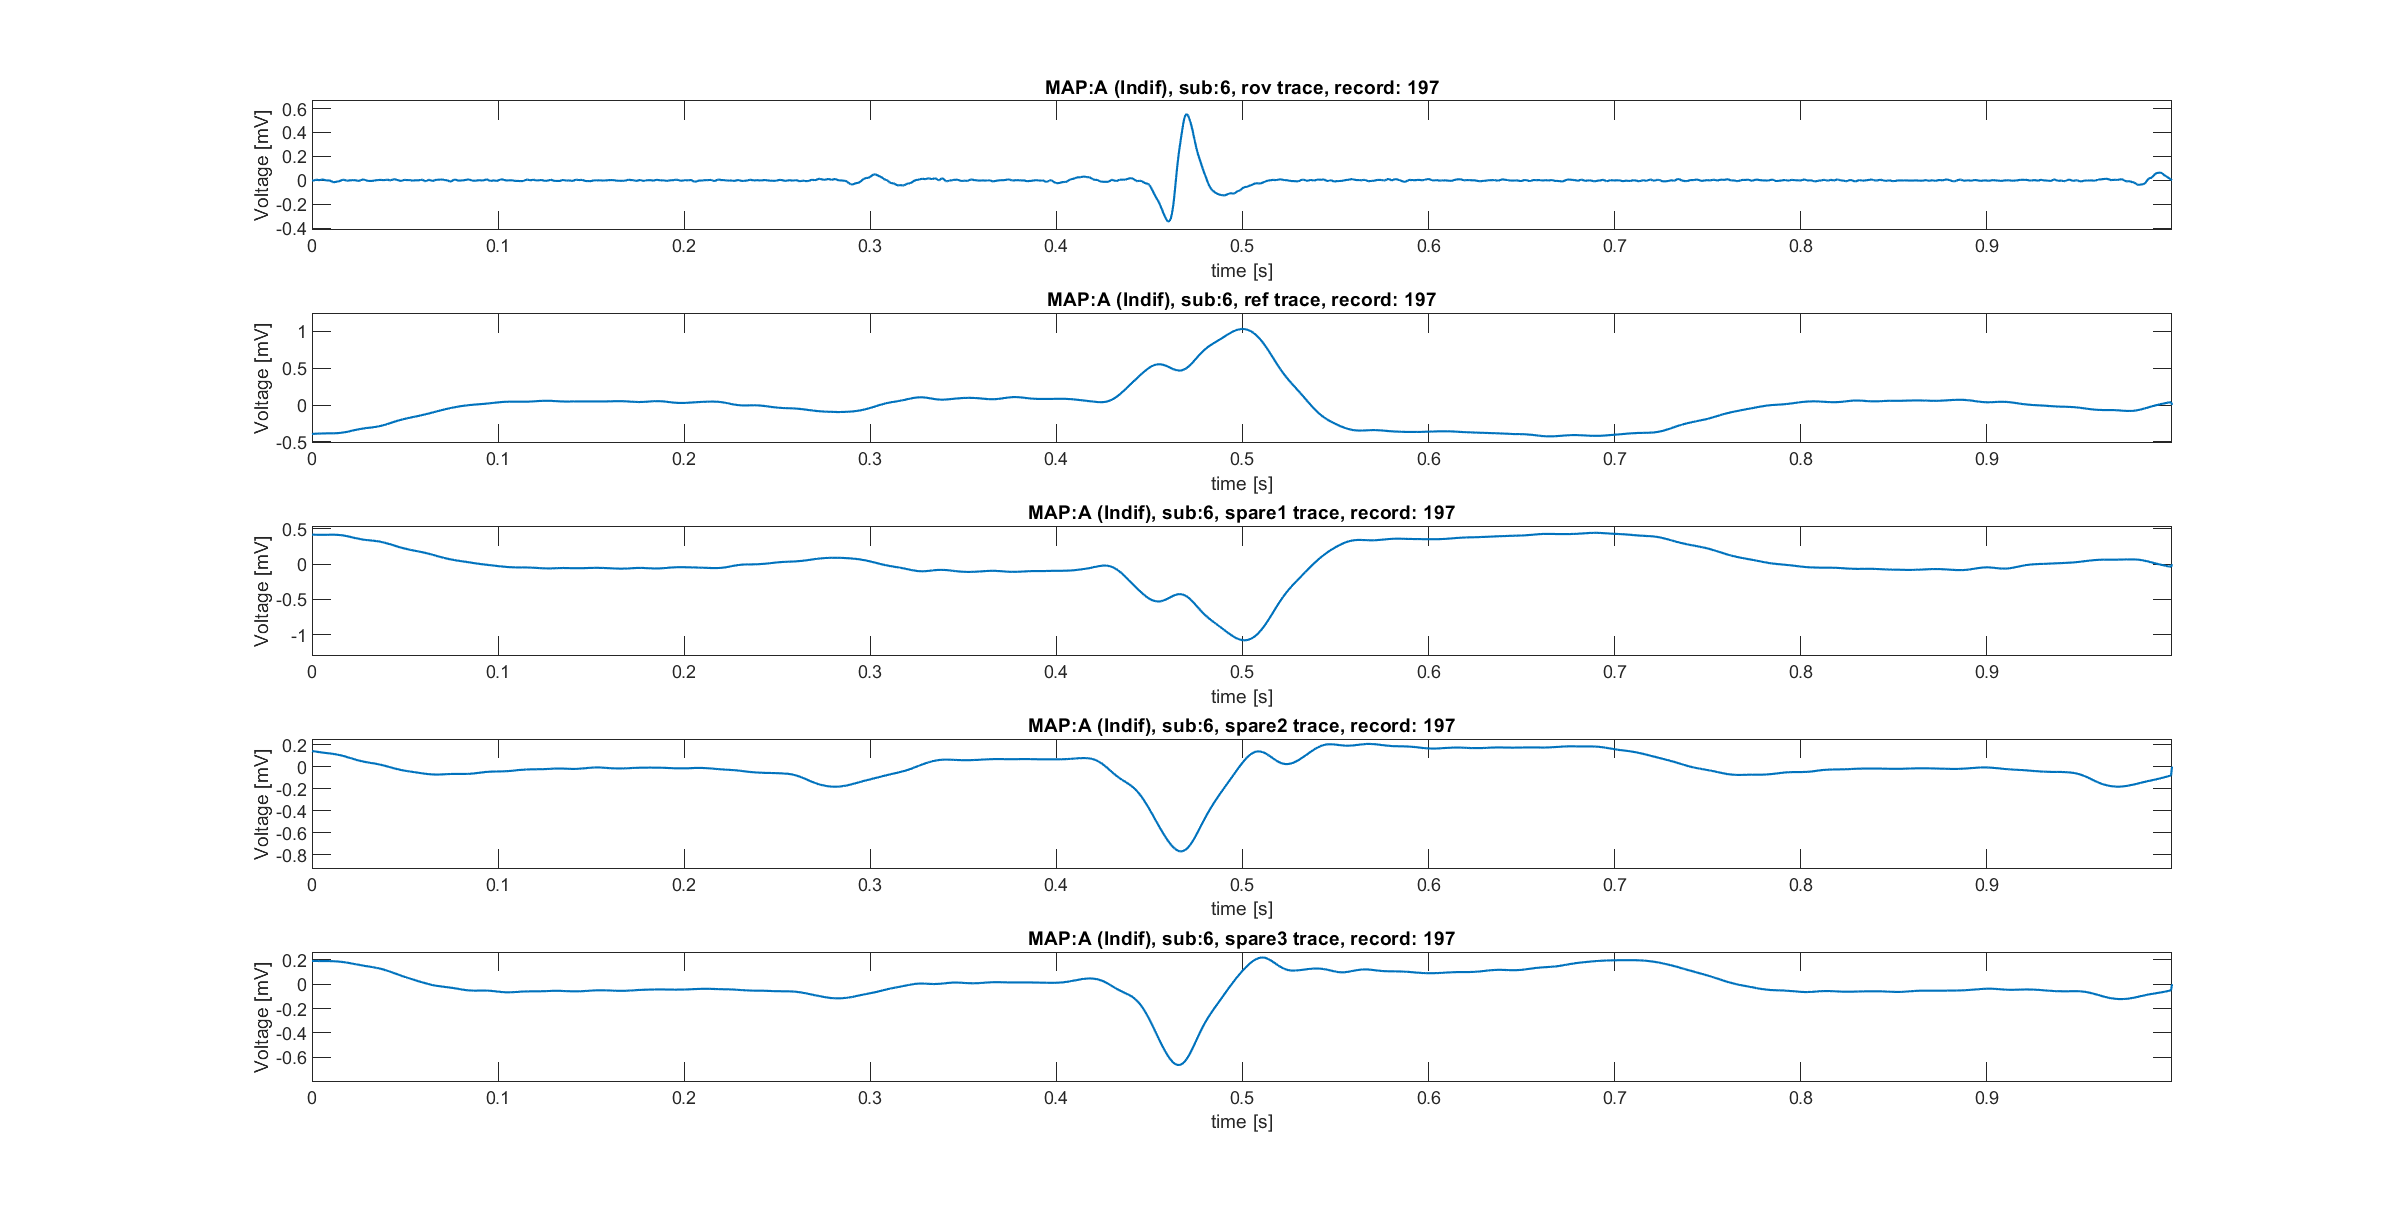 MAP:A (Indif), sub:6, rov trace, record: 197
Voltage [mV]
0.6
0.4
0.2
0
-0.2
-0.4
0 0.1 0.2 0.3 0.4 0.5 0.6 0.7 0.8 0.9
time [s]
MAP:A (Indif), sub:6, ref trace, record: 197
Voltage [mV]
1
0.5
0
-0.5
0 0.1 0.2 0.3 0.4 0.5 0.6 0.7 0.8 0.9
time [s]
MAP:A (Indif), sub:6, spare1 trace, record: 197
Voltage [mV]
0.5
0
-0.5
-1
0 0.1 0.2 0.3 0.4 0.5 0.6 0.7 0.8 0.9
time [s]
MAP:A (Indif), sub:6, spare2 trace, record: 197
Voltage [mV]
0.2
0
-0.2
-0.4
-0.6
-0.8
0 0.1 0.2 0.3 0.4 0.5 0.6 0.7 0.8 0.9
time [s]
MAP:A (Indif), sub:6, spare3 trace, record: 197
Voltage [mV]
0.2
0
-0.2
-0.4
-0.6
0 0.1 0.2 0.3 0.4 0.5 0.6 0.7 0.8 0.9
time [s]